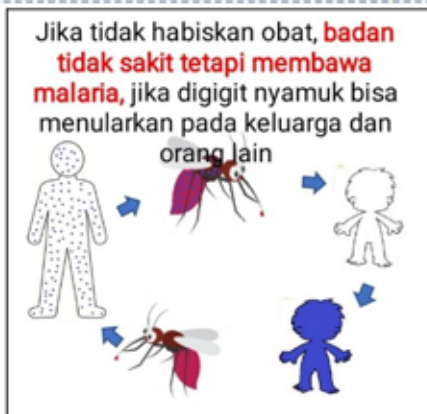 Jika tidak habiskan obat, badan
tidak sakit tetapi membawa
malaria, jika digigit nyamuk bisa
menularkan pada keluarga dan
orang lain